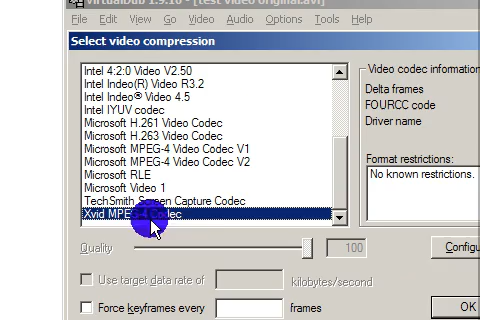 VirtualDub 1.9.10 - [test video original.avi]
File Edit View Go Video Audio Options Tools Help
Select video compression
Intel 4:2:0 Video V2.50
Intel Indeo(R) Video R3.2
Intel Indeo® Video 4.5
Intel IYUV codec
Microsoft H.261 Video Codec
Microsoft H.263 Video Codec
Microsoft MPEG-4 Video Codec V1
Microsoft MPEG-4 Video Codec V2
Microsoft RLE
Microsoft Video 1
TechSmith Screen Capture Codec
Xvid MPEG-4 Codec
Video codec information
Delta frames
FOURCC code
Driver name
Format restrictions:
No known restrictions.
Quality 100
Configu
Use target data rate of kilobytes/second
Force keyframes every frames
OK